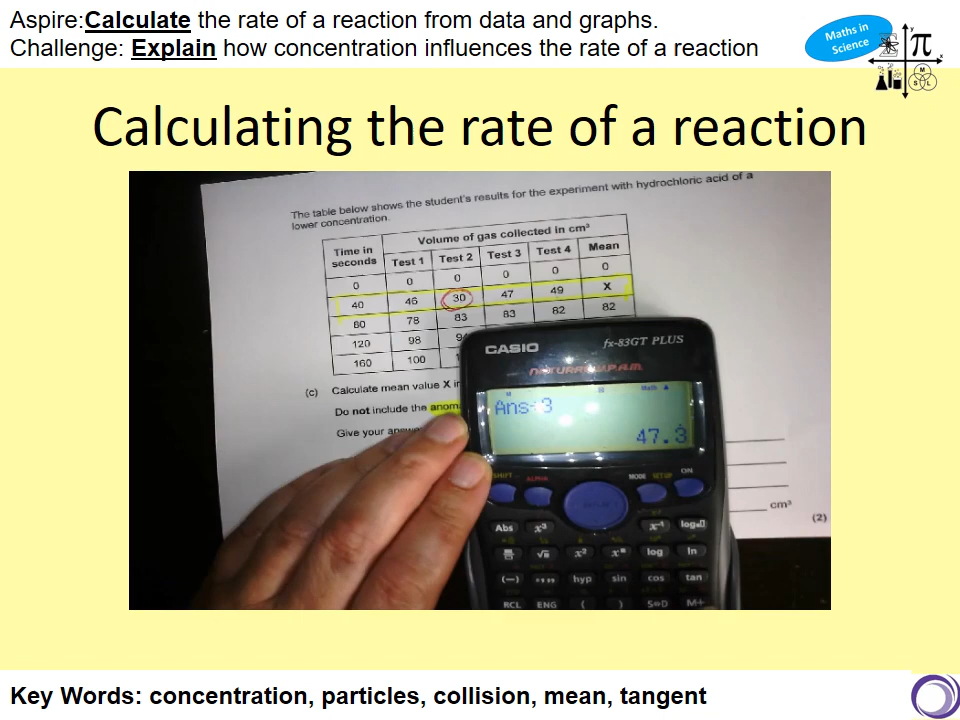 Aspire:Calculate the rate of a reaction from data and graphs.
Challenge: Explain how concentration influences the rate of a reaction
Maths in
Science
π
y
x
M
S L
Calculating the rate of a reaction
The table below shows the student's results for the experiment with hydrochloric acid of a
lower concentration.
Time in seconds Volume of gas collected in cm³
Test 1 Test 2 Test 3 Test 4 Mean
0 0 0 0 0 0
40 46 30 47 49 X
80 78 83 83 82 82
120 98
160 100
(c) Calculate mean value X
Do not include the
Give your
cm³
(2)
CASIO
fx-83GT PLUS
NATURAL-V.P.A.M.
M Math ▲
Ans÷3
47.3̇
SHIFT ALPHA MODE SETUP ON
Abs x³ x⁻¹ log
√ x² log ln
(−) hyp sin cos tan
RCL ENG ( ) S⇔D M+
Key Words: concentration, particles, collision, mean, tangent